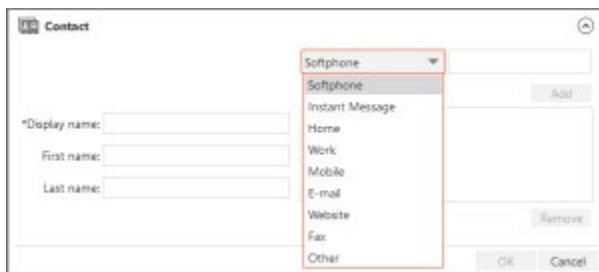 Contact
Softphone
Softphone
Instant Message
Home
Work
Mobile
E-mail
Website
Fax
Other
Add
*Display name:
First name:
Last name:
Remove
OK
Cancel